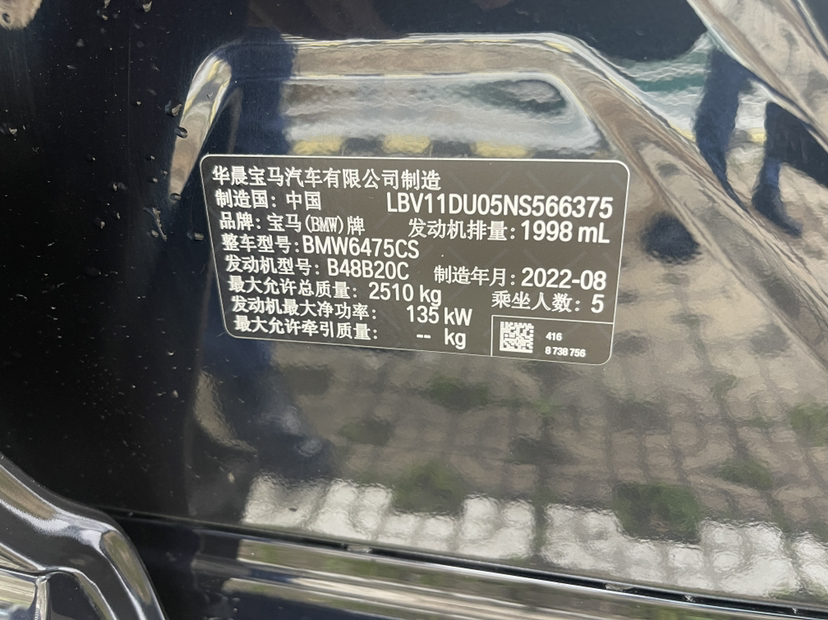 华晨宝马汽车有限公司制造
制造国: 中国 LBV11DU05NS566375
品牌: 宝马(BMW)牌 发动机排量: 1998 mL
整车型号: BMW6475CS
发动机型号: B48B20C 制造年月: 2022-08
最大允许总质量: 2510 kg 乘坐人数: 5
发动机最大净功率: 135 kW
最大允许牵引质量: -- kg
416
8 738 756